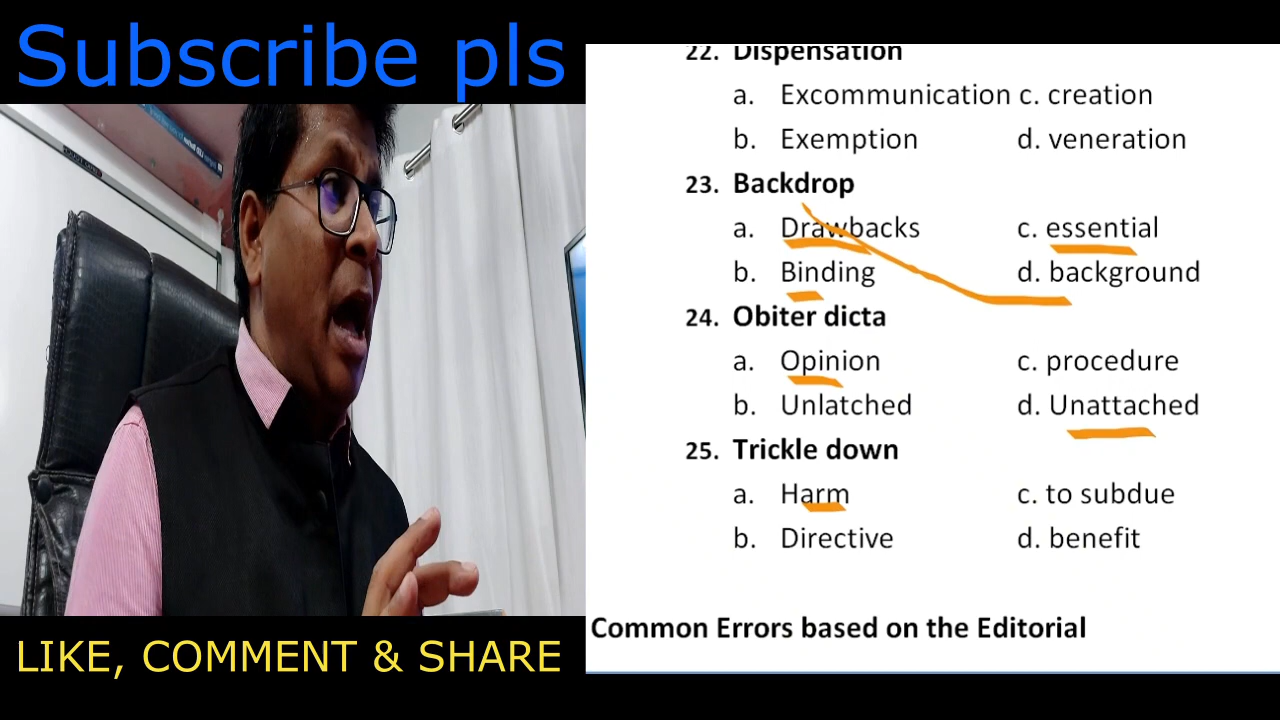 Subscribe pls
22. Dispensation
a. Excommunication c. creation
b. Exemption d. veneration
23. Backdrop
a. Drawbacks c. essential
b. Binding d. background
24. Obiter dicta
a. Opinion c. procedure
b. Unlatched d. Unattached
25. Trickle down
a. Harm c. to subdue
b. Directive d. benefit
Common Errors based on the Editorial
LIKE, COMMENT & SHARE